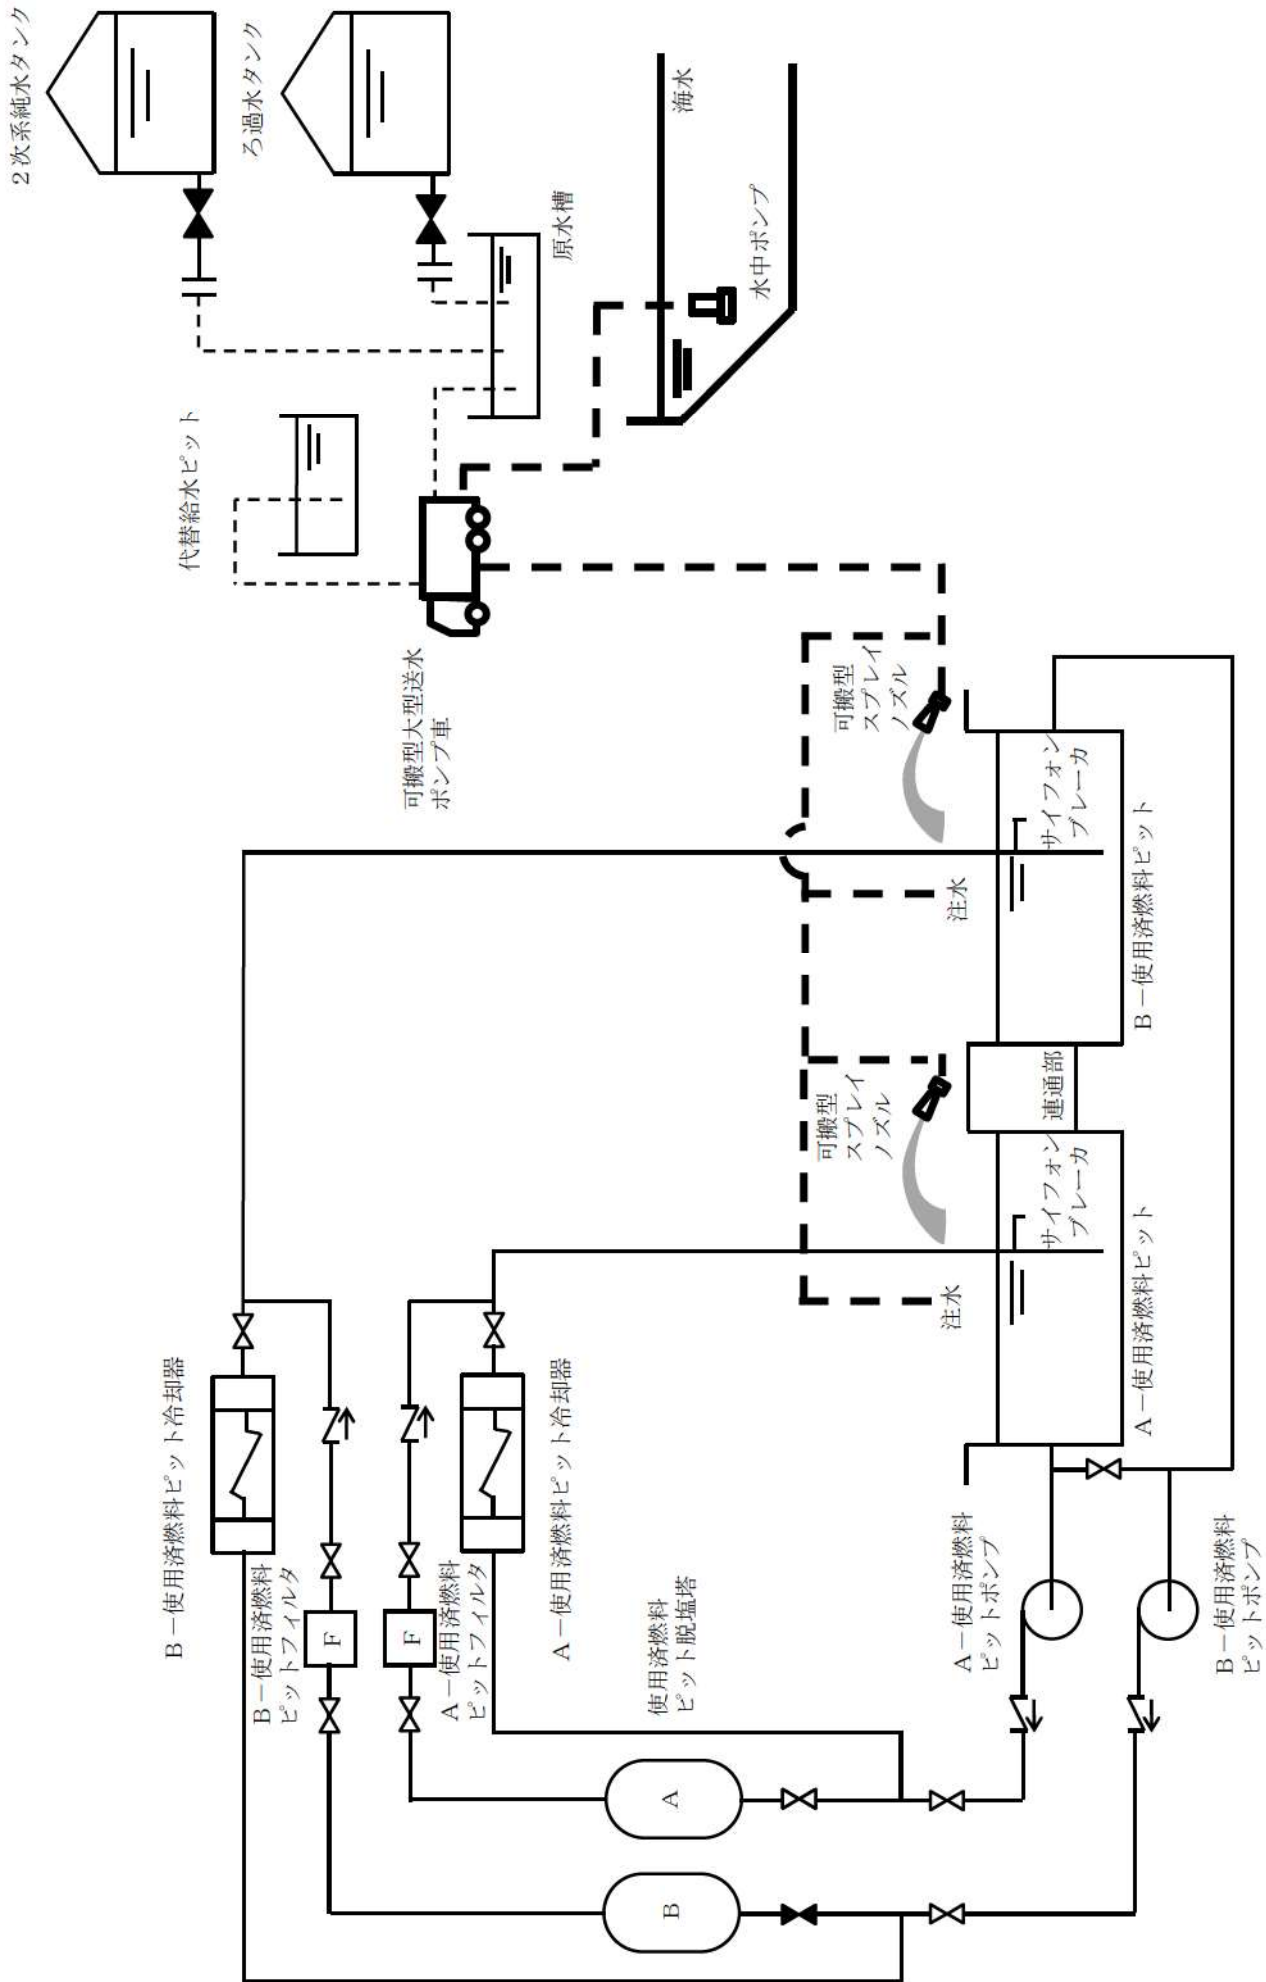 2次系純水タンク
ろ過水タンク
海水
水中ポンプ
原水槽
代替給水ピット
可搬型大型送水
ポンプ車
可搬型
スプレイ
ノズル
可搬型
スプレイ
ノズル
注水
注水
サイフォン
ブレーカ
サイフォン
ブレーカ
連通部
B-使用済燃料ピット
A-使用済燃料ピット
B-使用済燃料ピット冷却器
A-使用済燃料ピット冷却器
B-使用済燃料
ピットフィルタ
F
A-使用済燃料
ピットフィルタ
F
使用済燃料
ピット脱塩塔
A
B
A-使用済燃料
ピットポンプ
B-使用済燃料
ピットポンプ